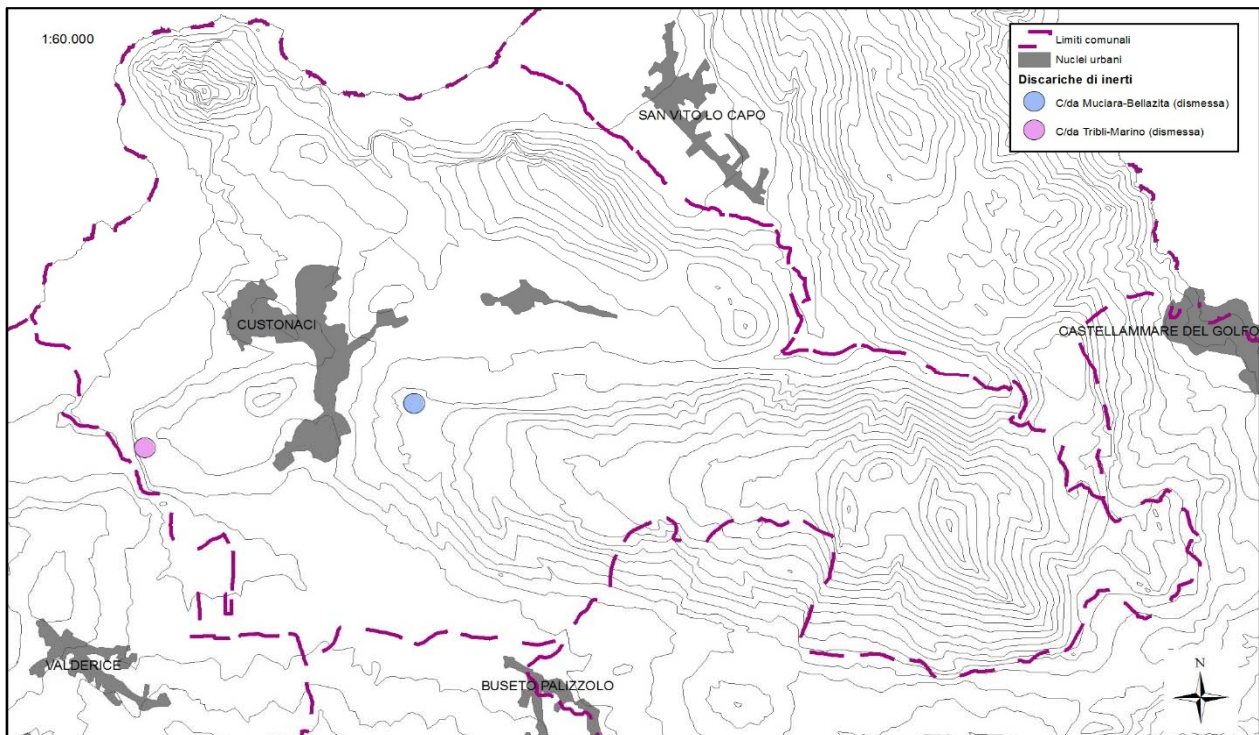 1:60.000
Limiti comunali
Nuclei urbani
Discariche di inerti
C/da Muciara-Bellazita (dismessa)
C/da Tribli-Marino (dismessa)
SAN VITO LO CAPO
CUSTONACI
CASTELLAMMARE DEL GOLFO
VALDERICE
BUSETO PALIZZOLO
N